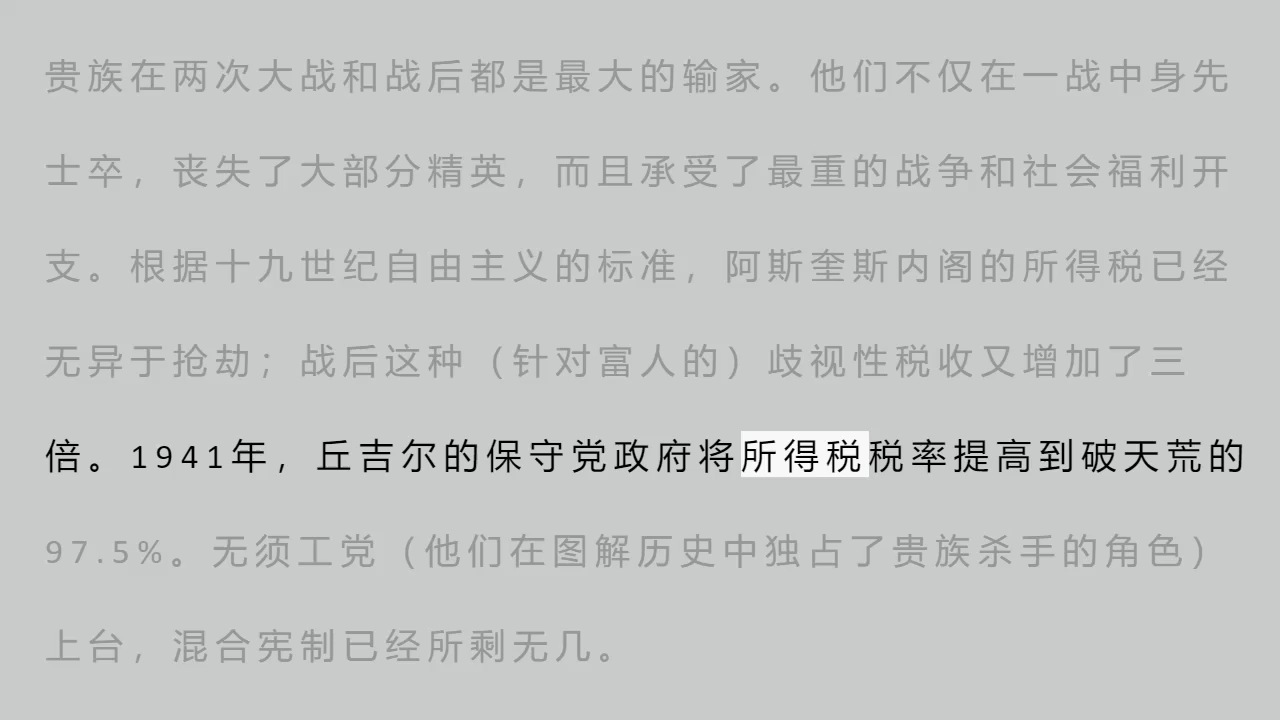 贵族在两次大战和战后都是最大的输家。他们不仅在一战中身先
士卒，丧失了大部分精英，而且承受了最重的战争和社会福利开
支。根据十九世纪自由主义的标准，阿斯奎斯内阁的所得税已经
无异于抢劫；战后这种（针对富人的）歧视性税收又增加了三
倍。1941年，丘吉尔的保守党政府将所得税税率提高到破天荒的
97.5%。无须工党（他们在图解历史中独占了贵族杀手的角色）
上台，混合宪制已经所剩无几。